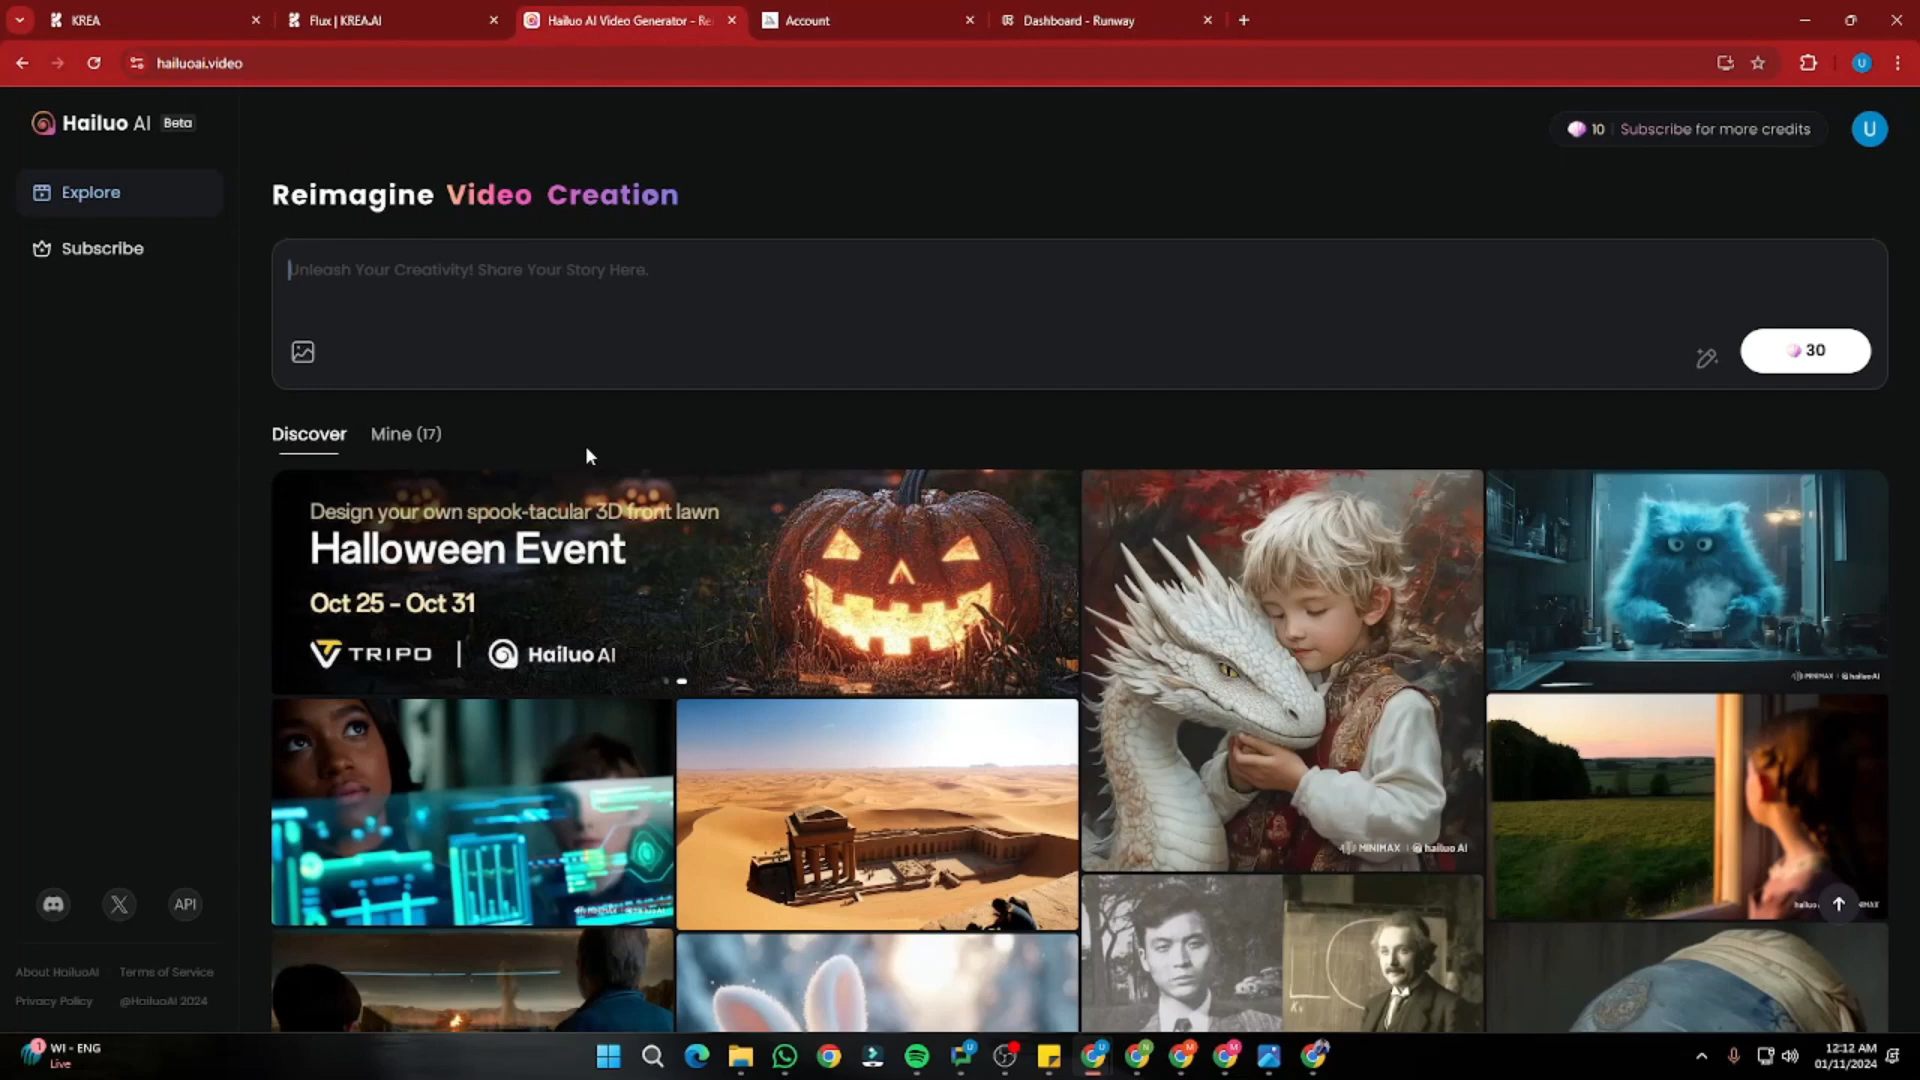 KREA
Flux | KREA.AI
Hailuo AI Video Generator - Re
Account
Dashboard - Runway
hailuoai.video
U
Hailuo AI Beta
10 | Subscribe for more credits
U
Explore
Subscribe
Reimagine Video Creation
Unleash Your Creativity! Share Your Story Here.
30
Discover
Mine (17)
Design your own spook-tacular 3D front lawn
Halloween Event
Oct 25 - Oct 31
TRIPO | Hailuo AI
MINIMAX | hailuo AI
MINIMAX | hailuo AI
API
About HailuoAI
Terms of Service
Privacy Policy
@HailuoAI 2024
1
WI - ENG
Live
12:12 AM
01/11/2024